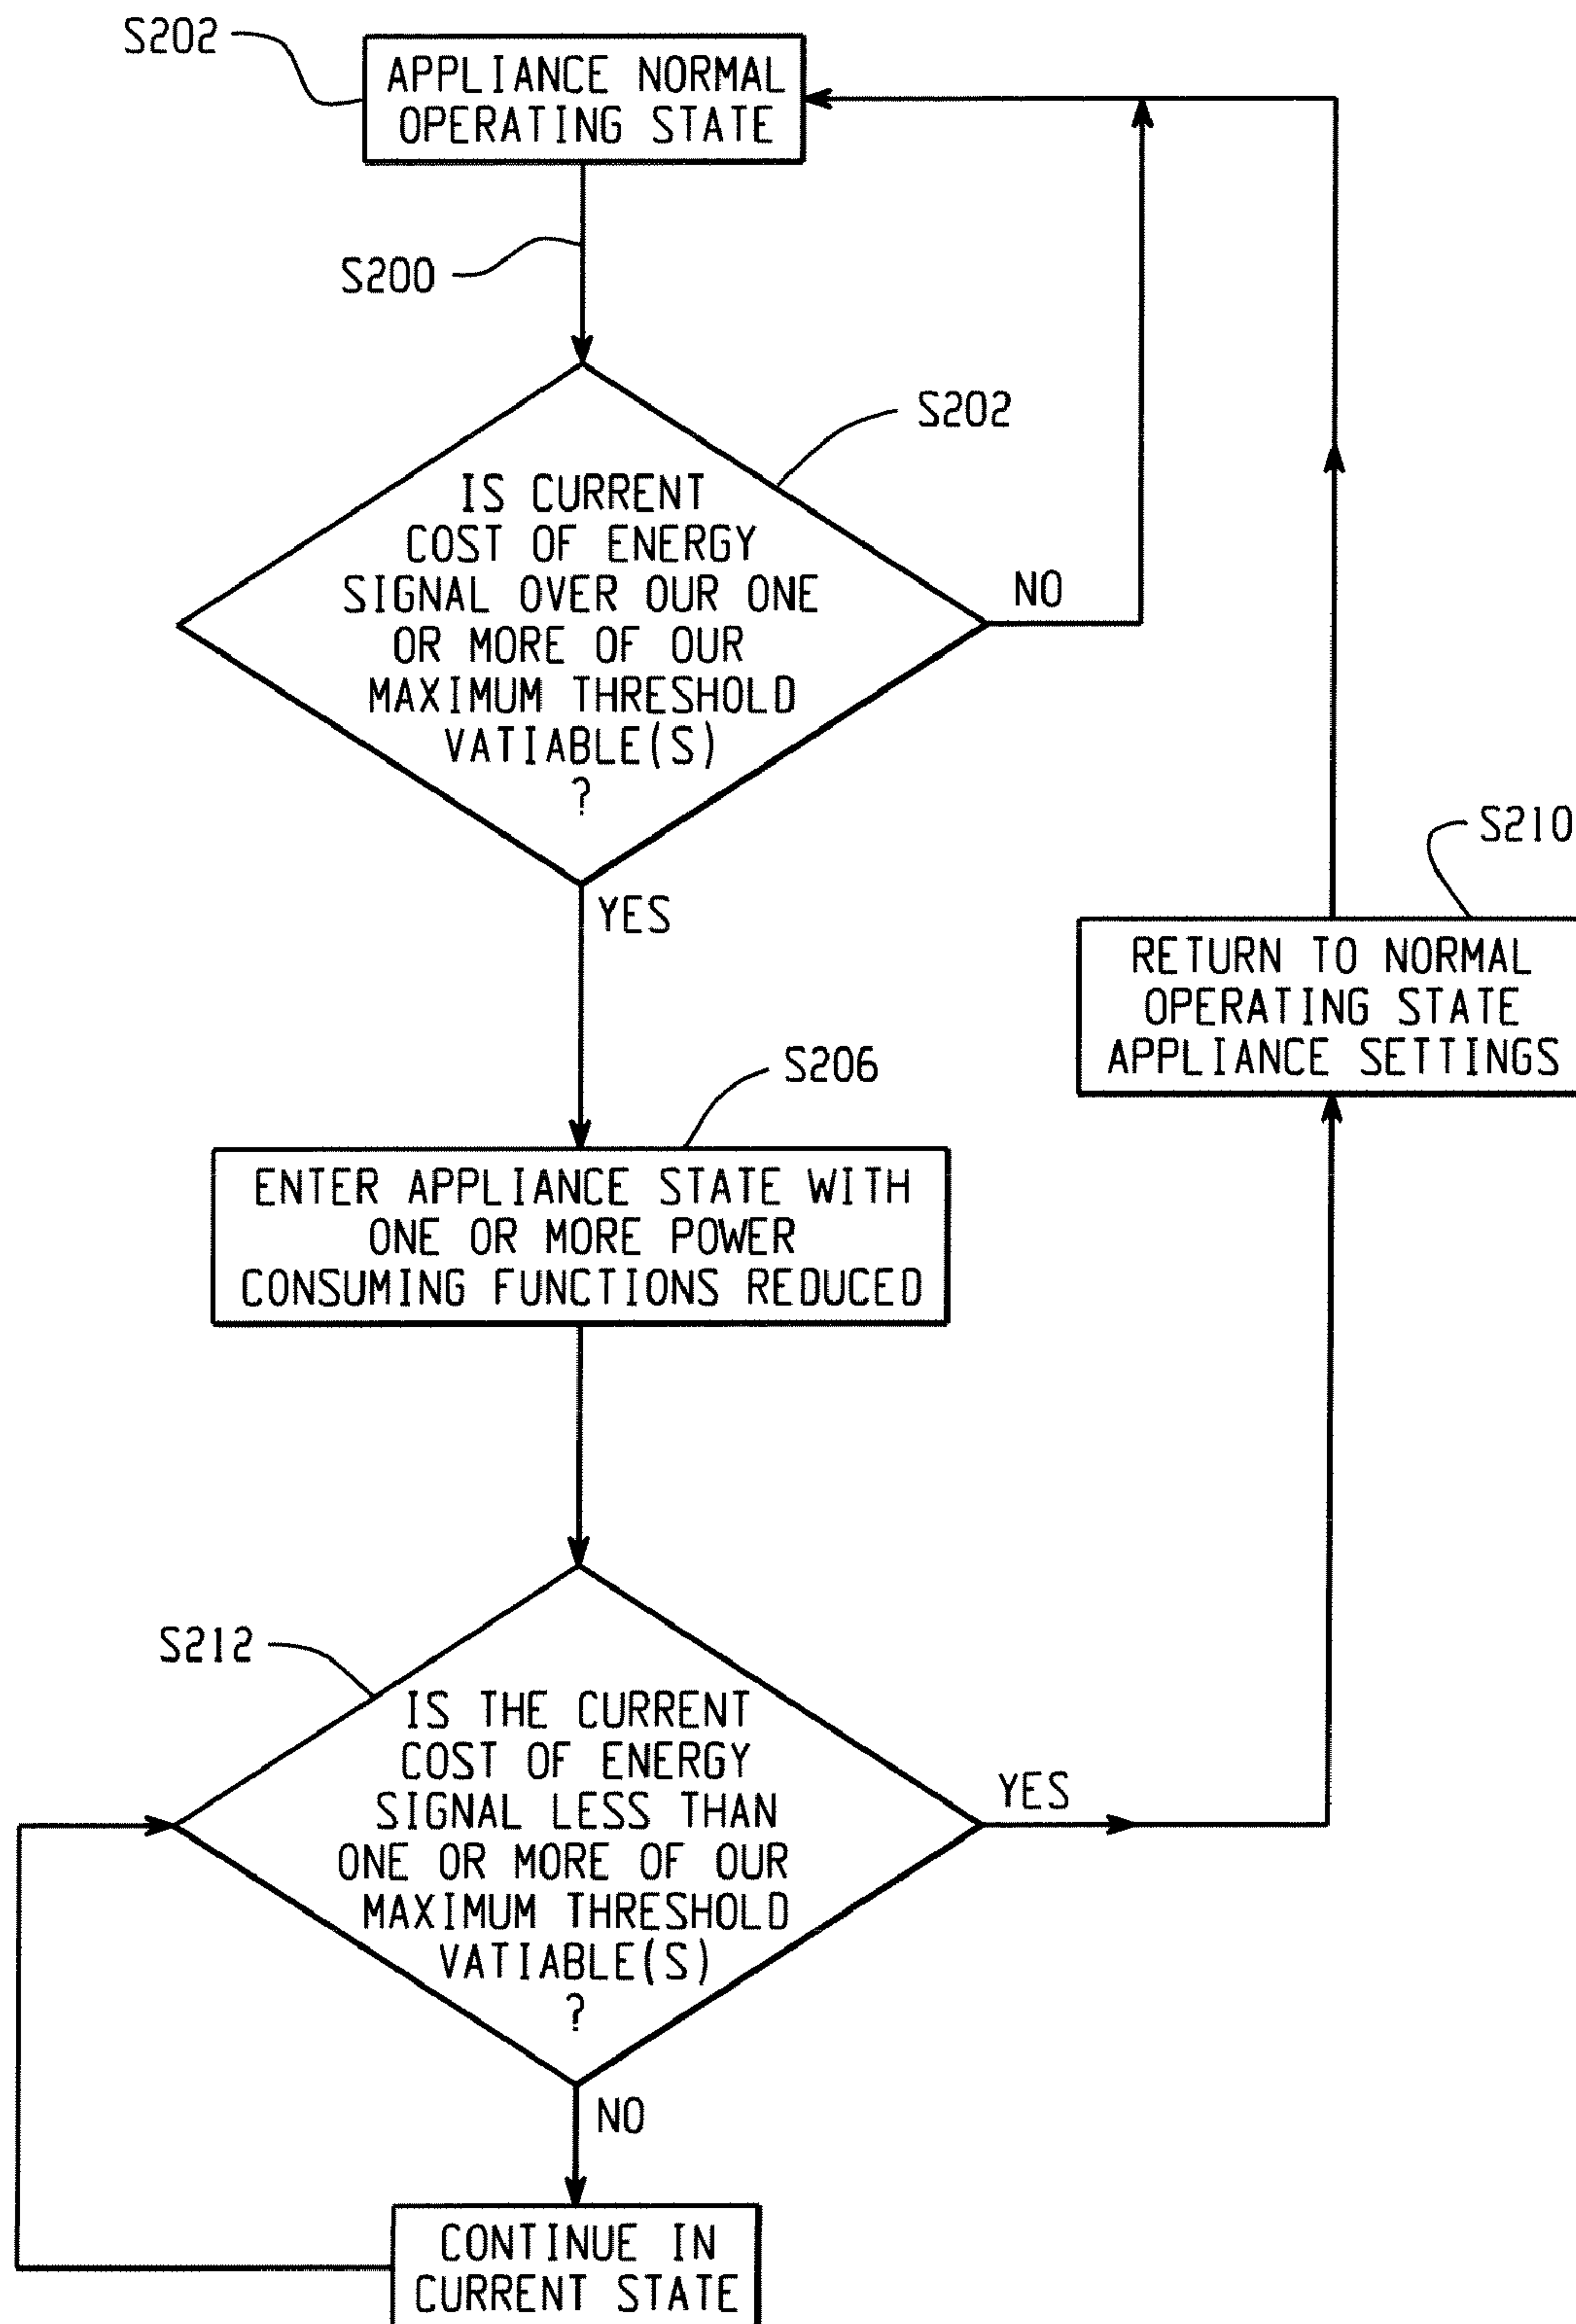 S202
APPLIANCE NORMAL
OPERATING STATE
S200
S202
IS CURRENT
COST OF ENERGY
SIGNAL OVER OUR ONE
OR MORE OF OUR
MAXIMUM THRESHOLD
VATIABLE(S)
?
NO
YES
S210
RETURN TO NORMAL
OPERATING STATE
APPLIANCE SETTINGS
S206
ENTER APPLIANCE STATE WITH
ONE OR MORE POWER
CONSUMING FUNCTIONS REDUCED
S212
IS THE CURRENT
COST OF ENERGY
SIGNAL LESS THAN
ONE OR MORE OF OUR
MAXIMUM THRESHOLD
VATIABLE(S)
?
YES
NO
CONTINUE IN
CURRENT STATE